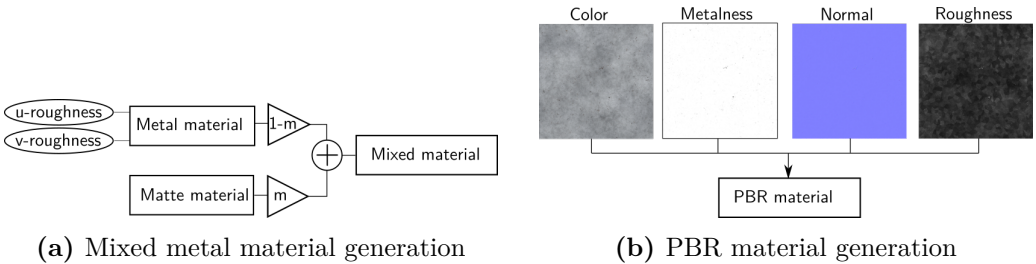 u-roughness
v-roughness
Metal material
1-m
Mixed material
Matte material
m
(a) Mixed metal material generation
Color Metalness Normal Roughness
PBR material
(b) PBR material generation